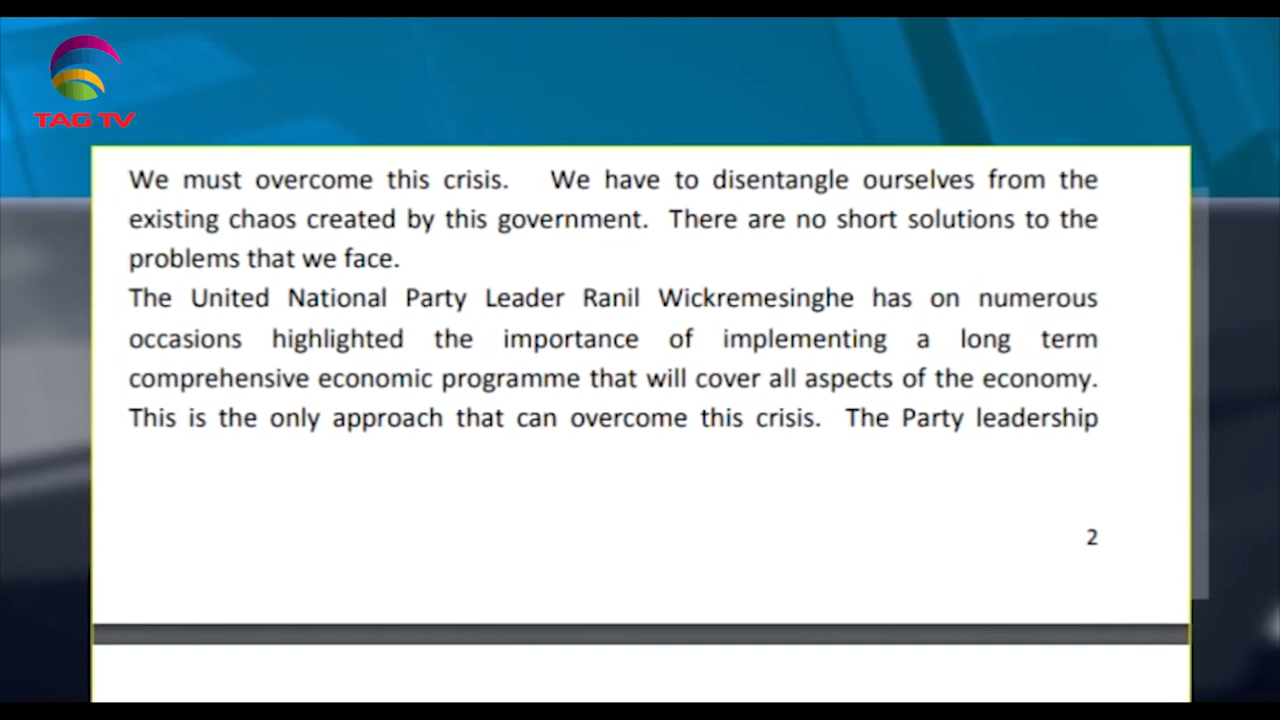 TAG TV
We must overcome this crisis. We have to disentangle ourselves from the
existing chaos created by this government. There are no short solutions to the
problems that we face.
The United National Party Leader Ranil Wickremesinghe has on numerous
occasions highlighted the importance of implementing a long term
comprehensive economic programme that will cover all aspects of the economy.
This is the only approach that can overcome this crisis. The Party leadership
2